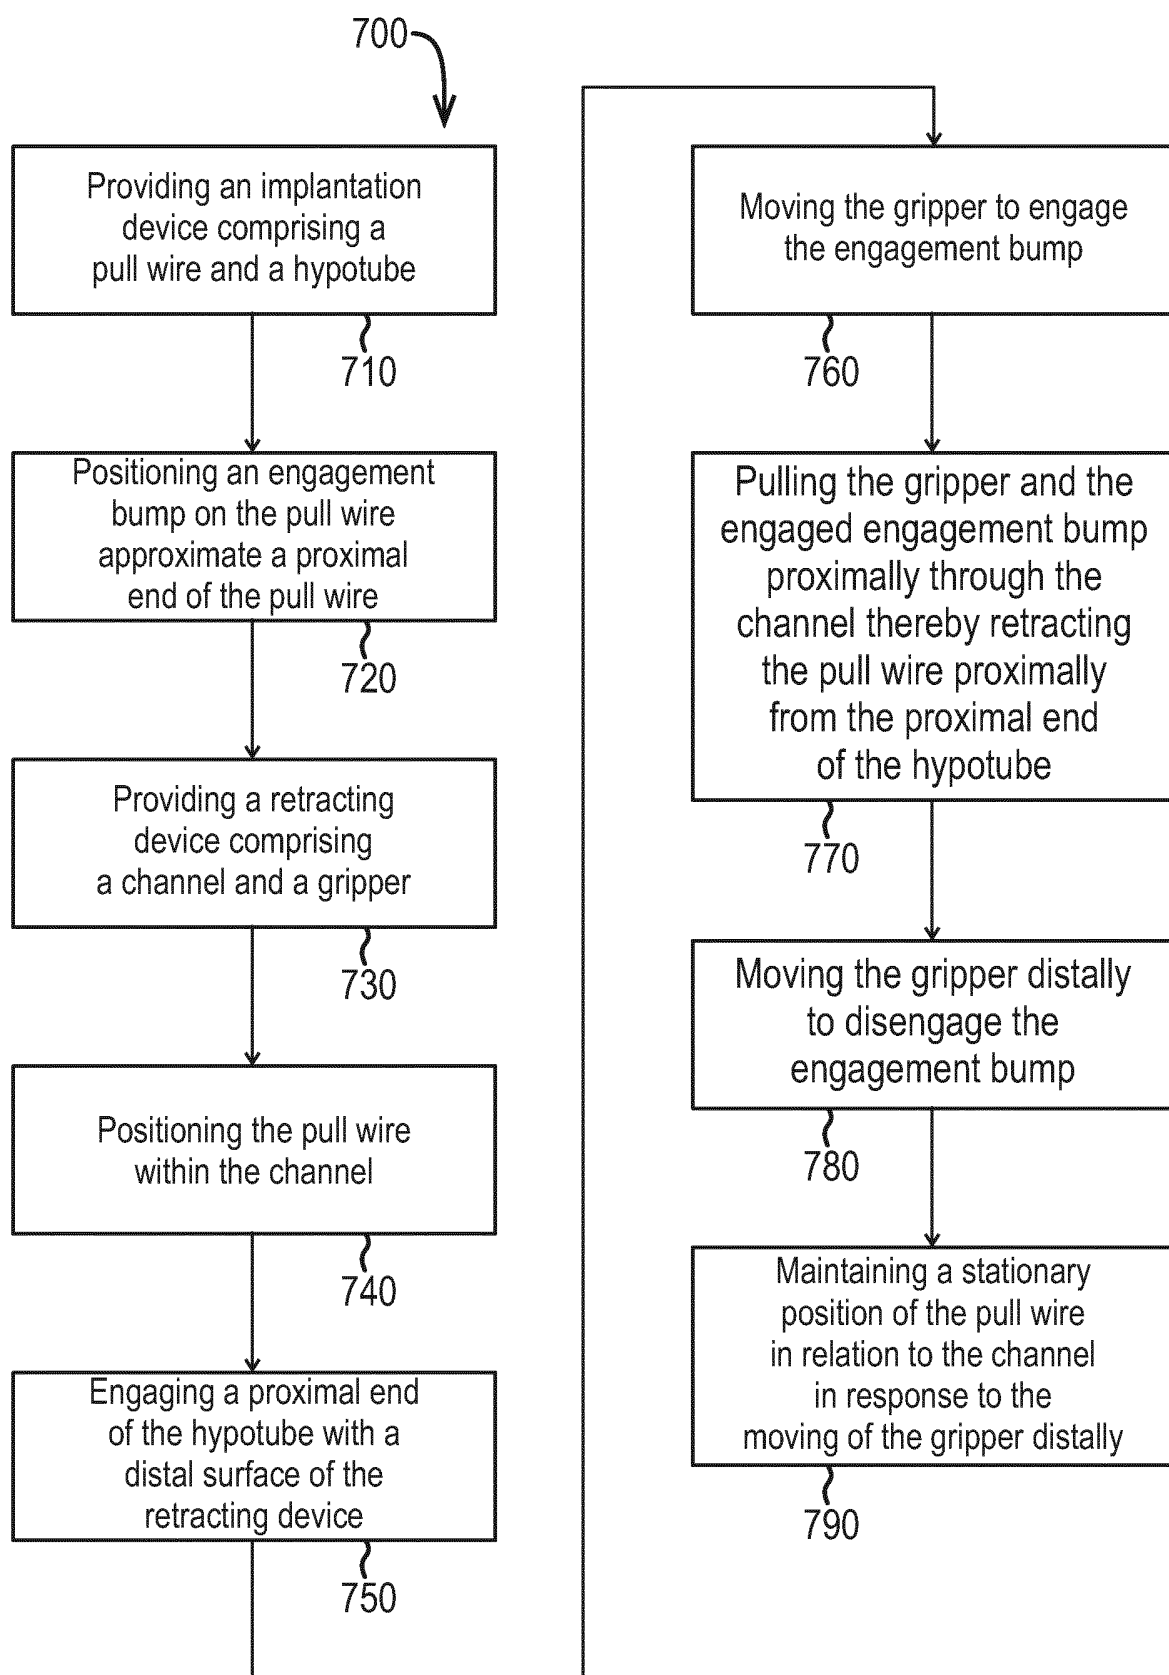 700
Providing an implantation
device comprising a
pull wire and a hypotube
710
Positioning an engagement
bump on the pull wire
approximate a proximal
end of the pull wire
720
Providing a retracting
device comprising
a channel and a gripper
730
Positioning the pull wire
within the channel
740
Engaging a proximal end
of the hypotube with a
distal surface of the
retracting device
750
Moving the gripper to engage
the engagement bump
760
Pulling the gripper and the
engaged engagement bump
proximally through the
channel thereby retracting
the pull wire proximally
from the proximal end
of the hypotube
770
Moving the gripper distally
to disengage the
engagement bump
780
Maintaining a stationary
position of the pull wire
in relation to the channel
in response to the
moving of the gripper distally
790